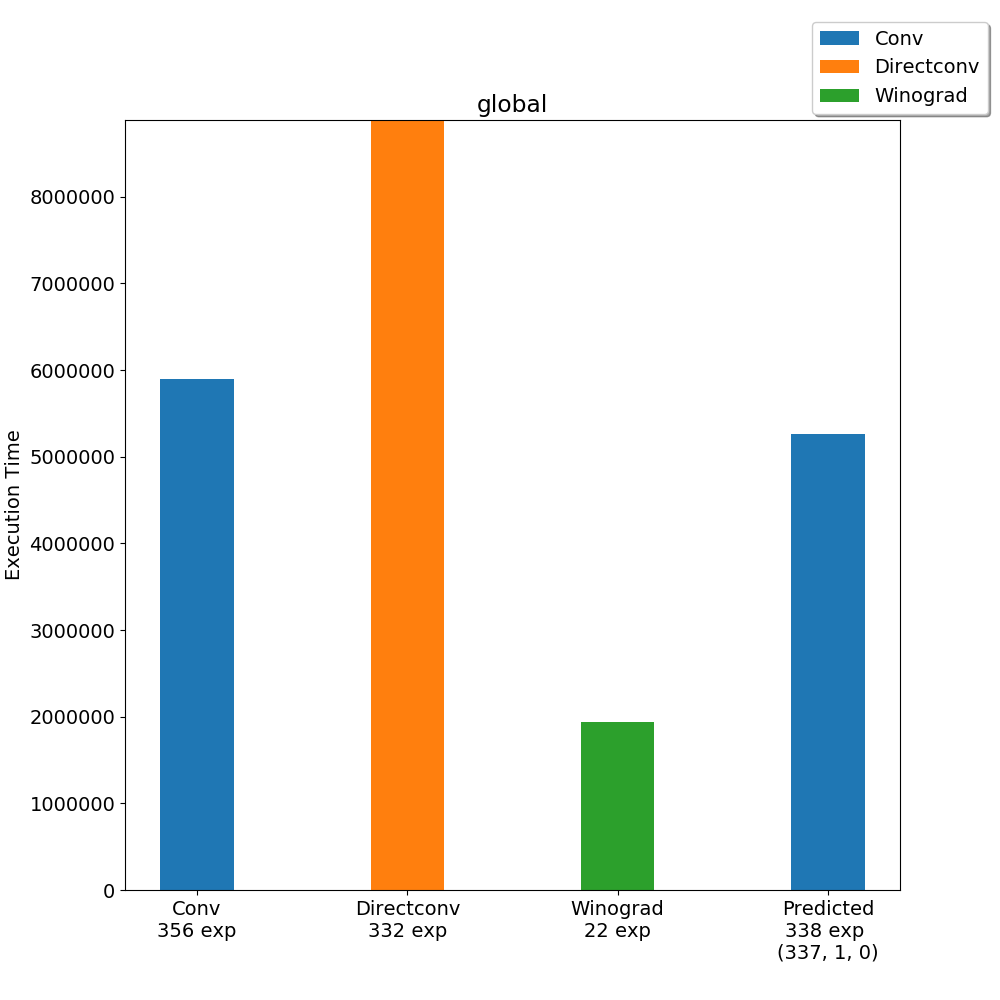 Conv
Directconv
Winograd
global
8000000
7000000
6000000
5000000
4000000
3000000
2000000
1000000
0
Execution Time
Conv
356 exp
Directconv
332 exp
Winograd
22 exp
Predicted
338 exp
(337, 1, 0)